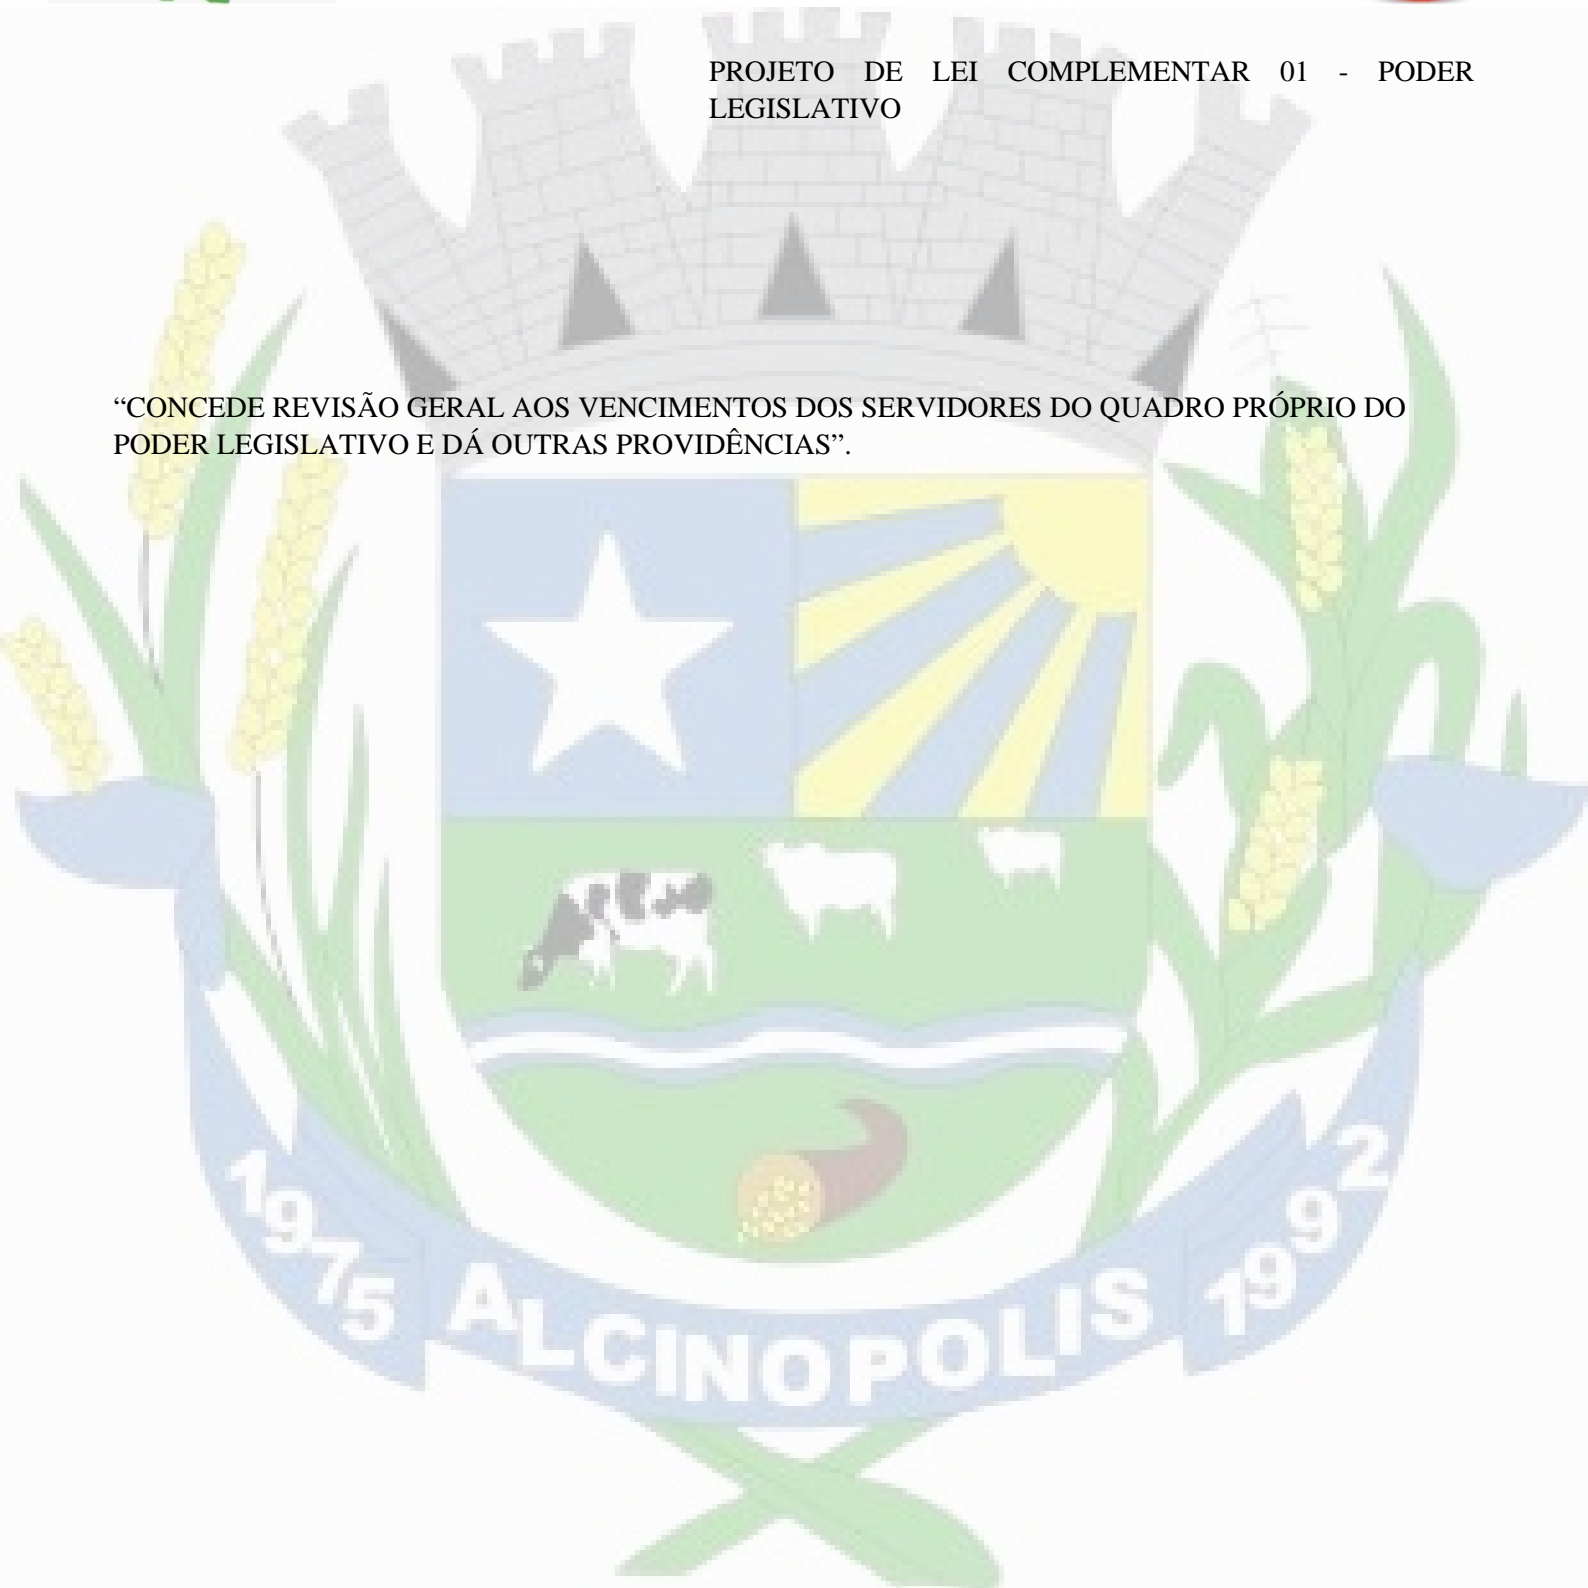 PROJETO DE LEI COMPLEMENTAR 01 - PODER
LEGISLATIVO
“CONCEDE REVISÃO GERAL AOS VENCIMENTOS DOS SERVIDORES DO QUADRO PRÓPRIO DO
PODER LEGISLATIVO E DÁ OUTRAS PROVIDÊNCIAS”.
1975 ALCINOPOLIS 1992